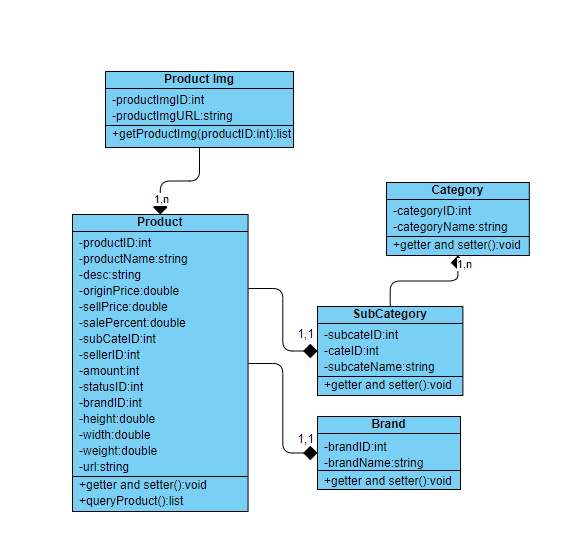 Product Img
-productImgID:int
-productImgURL:string
+getProductImg(productID:int):list
1,n
Product
-productID:int
-productName:string
-desc:string
-originPrice:double
-sellPrice:double
-salePercent:double
-subCateID:int
-sellerID:int
-amount:int
-statusID:int
-brandID:int
-height:double
-width:double
-weight:double
-url:string
+getter and setter():void
+queryProduct():list
Category
-categoryID:int
-categoryName:string
+getter and setter():void
1,n
SubCategory
-subcateID:int
-cateID:int
-subcateName:string
+getter and setter():void
1,1
Brand
-brandID:int
-brandName:string
+getter and setter():void
1,1